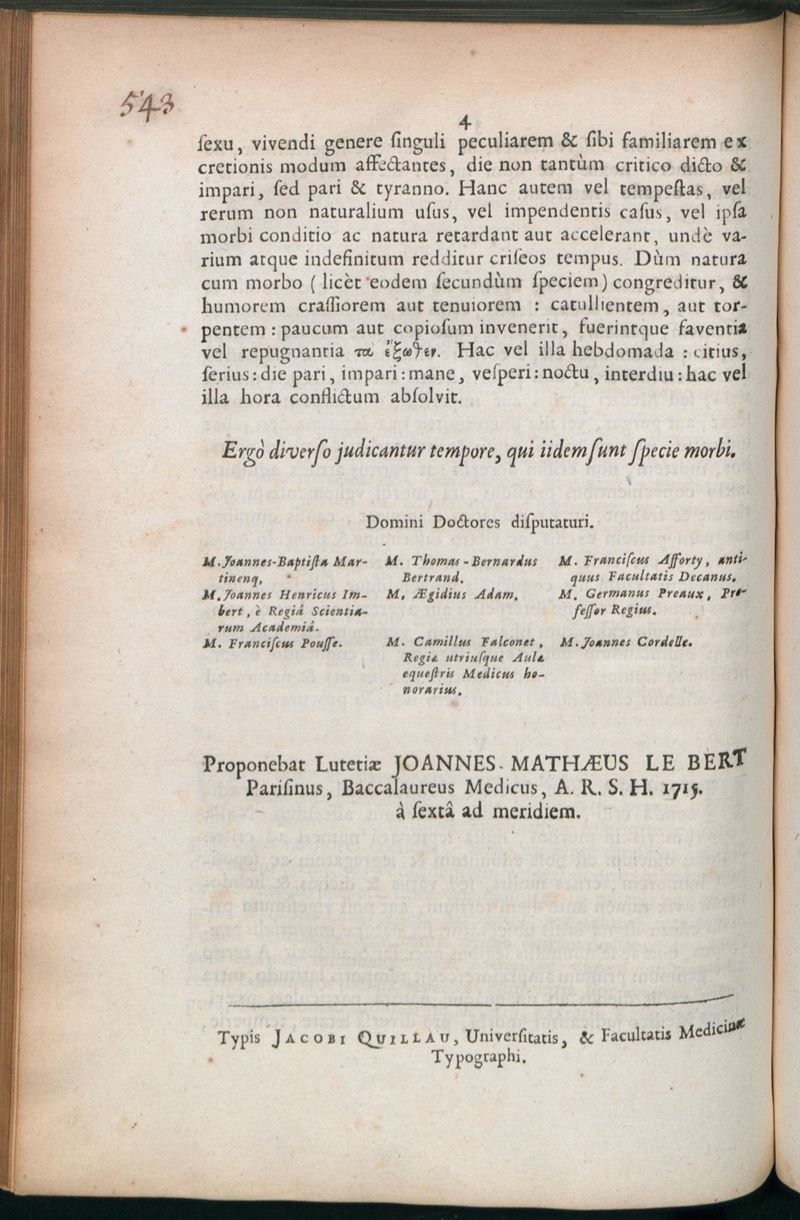 543
4
ſexu, vivendi genere ſinguli peculiarem & ſibi familiarem ex
cretionis modum affectantes, die non tantùm critico dicto &
impari, ſed pari & tyranno. Hanc autem vel tempeſtas, vel
rerum non naturalium uſus, vel impendentis caſus, vel ipſa
morbi conditio ac natura retardant aut accelerant, undè va-
rium atque indefinitum redditur criſeos tempus. Dùm natura
cum morbo ( licèt eodem ſecundùm ſpeciem) congreditur, &
humorem craſſiorem aut tenuiorem : catullientem, aut tor-
pentem : paucum aut copioſum invenerit, fuerintque faventia
vel repugnantia τα ἐξωθεν. Hac vel illa hebdomada : citius,
ſerius : die pari, impari : mane, veſperi : noctu, interdiu : hac vel
illa hora conflictum abſolvit.
Ergò diverſo judicantur tempore, qui iidem ſunt ſpecie morbi.
Domini Doctores diſputaturi.
M. Joannes-Baptiſta Mar-
tinenq,
M. Joannes Henricus Im-
bert, è Regiâ Scientia-
rum Academiâ.
M. Franciſcus Pouſſe.
M. Thomas-Bernardus
Bertrand,
M, Ægidius Adam,
M. Camillus Falconet,
Regiæ utriuſque Aulæ
equeſtris Medicus ho-
norarius,
M. Franciſcus Afforty, anti-
quus Facultatis Decanus.
M. Germanus Preaux, Pro-
feſſor Regius.
M. Joannes Cordelle.
Proponebat Lutetiæ JOANNES. MATHÆUS LE BERT
Pariſinus, Baccalaureus Medicus, A. R. S. H. 1715.
à ſextâ ad meridiem.
Typis JACOBI QUILLAU, Univerſitatis, & Facultatis Medicinæ
Typographi.